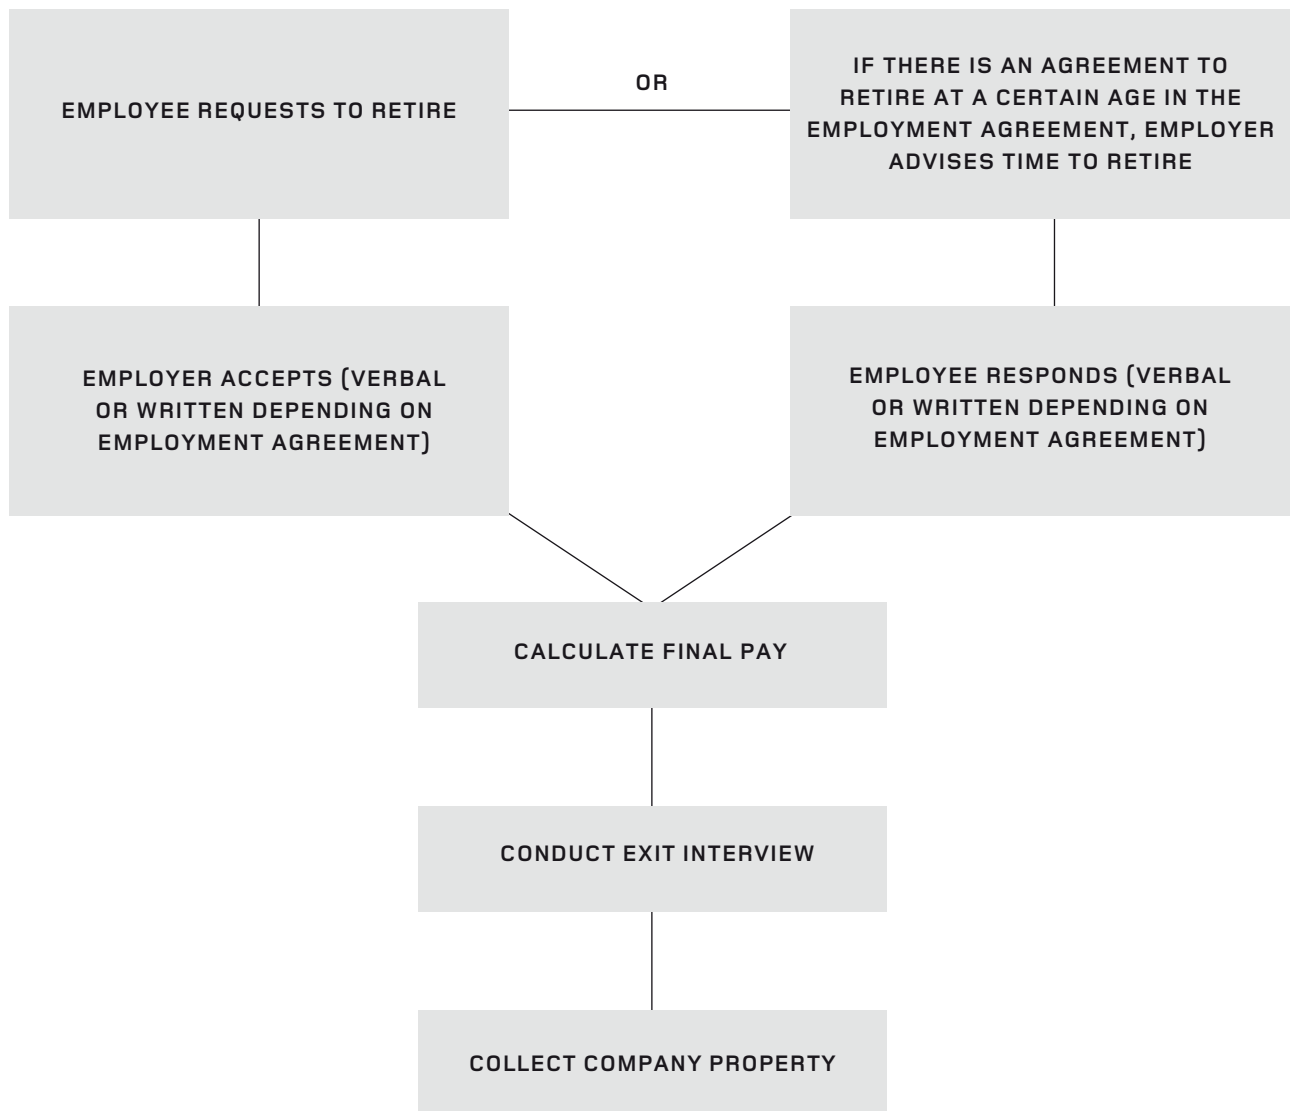 EMPLOYEE REQUESTS TO RETIRE
OR
IF THERE IS AN AGREEMENT TO
RETIRE AT A CERTAIN AGE IN THE
EMPLOYMENT AGREEMENT, EMPLOYER
ADVISES TIME TO RETIRE
EMPLOYER ACCEPTS (VERBAL
OR WRITTEN DEPENDING ON
EMPLOYMENT AGREEMENT)
EMPLOYEE RESPONDS (VERBAL
OR WRITTEN DEPENDING ON
EMPLOYMENT AGREEMENT)
CALCULATE FINAL PAY
CONDUCT EXIT INTERVIEW
COLLECT COMPANY PROPERTY